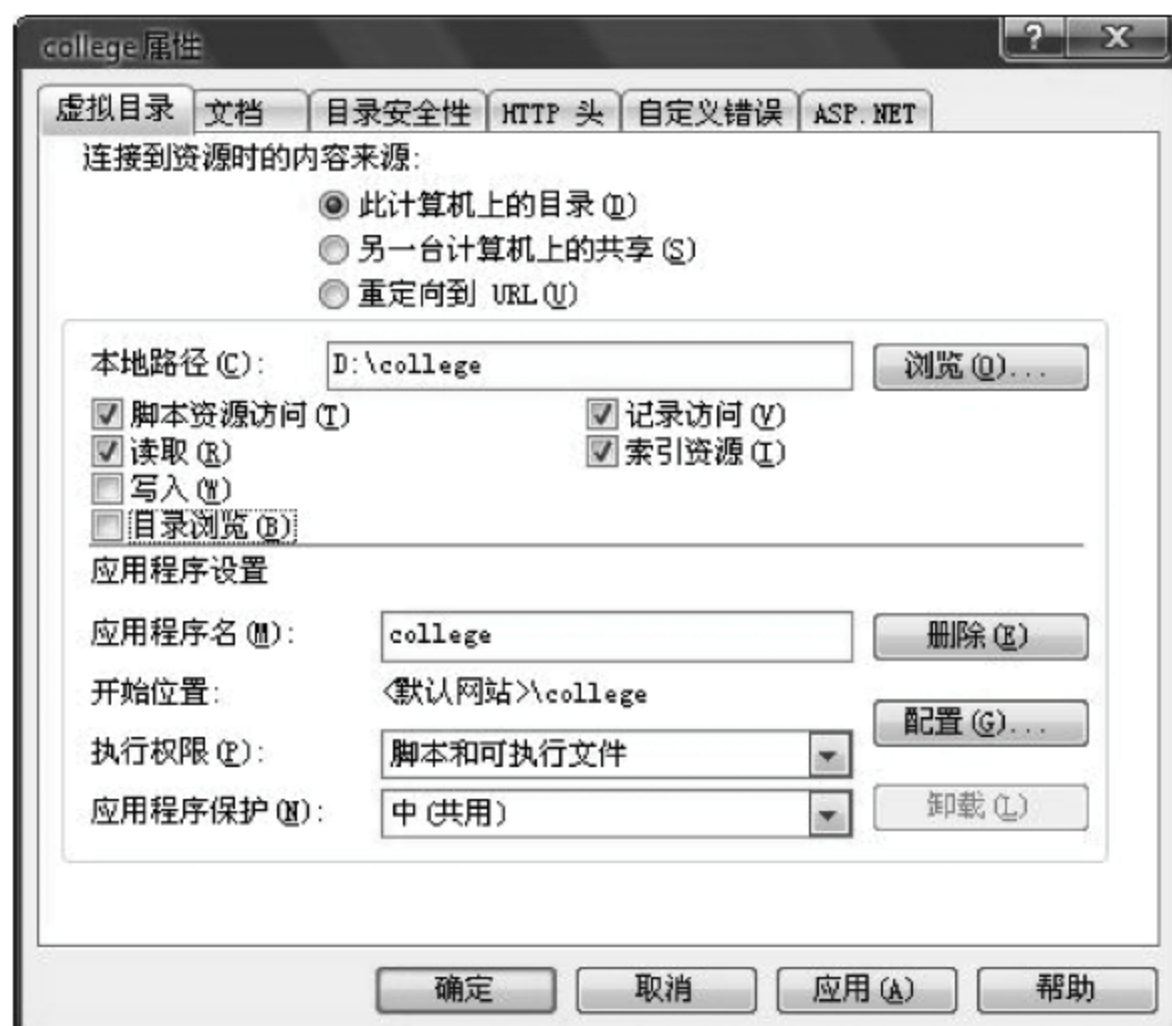 college 属性
虚拟目录 文档 目录安全性 HTTP 头 自定义错误 ASP.NET
连接到资源时的内容来源:
此计算机上的目录(D)
另一台计算机上的共享(S)
重定向到 URL(U)
本地路径(C): D:\college 浏览(O)...
脚本资源访问(T) 记录访问(V)
读取(R) 索引资源(I)
写入(W)
目录浏览(B)
应用程序设置
应用程序名(M): college 删除(E)
开始位置: <默认网站>\college
配置(G)...
执行权限(P): 脚本和可执行文件
应用程序保护(N): 中(共用) 卸载(L)
确定 取消 应用(A) 帮助